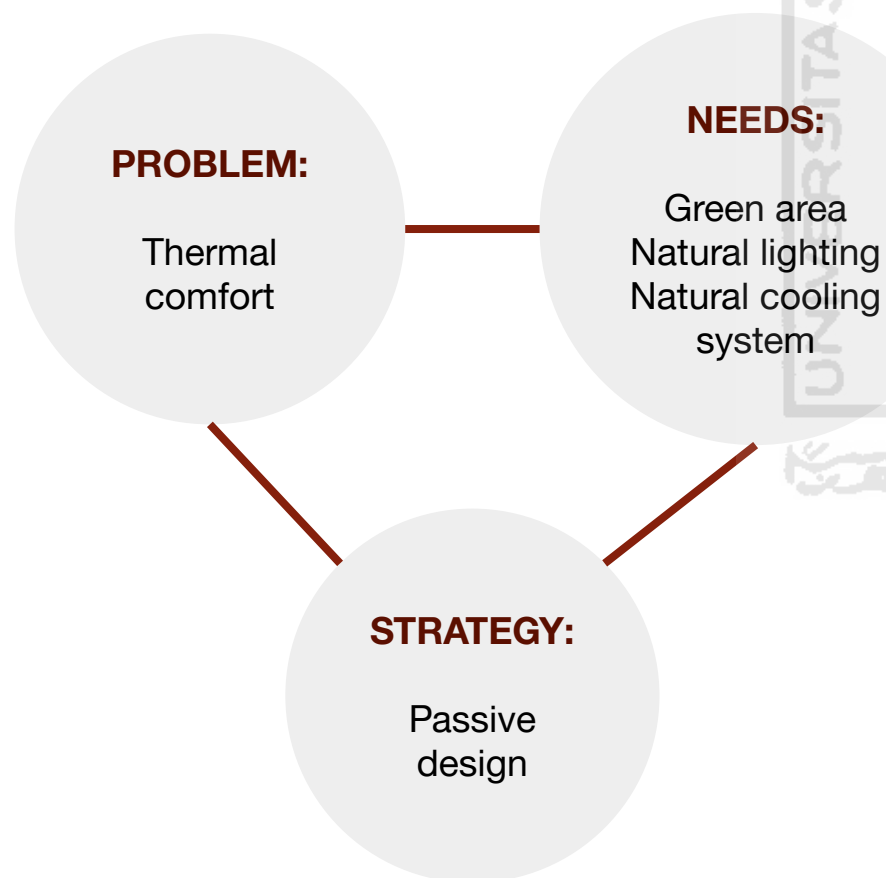 PROBLEM:
Thermal
comfort
NEEDS:
Green area
Natural lighting
Natural cooling
system
STRATEGY:
Passive
design